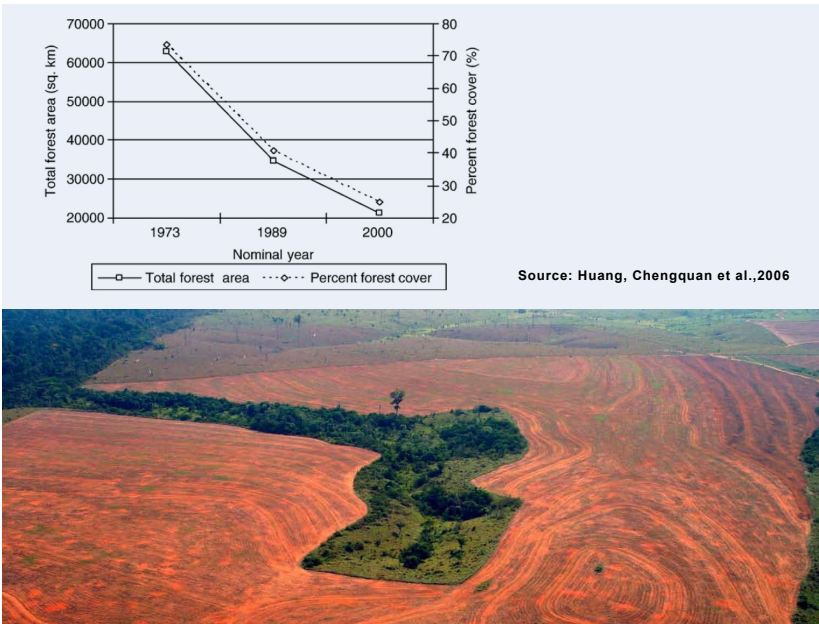 70000
60000
50000
40000
30000
20000
Total forest area (sq. km)
80
70
60
50
40
30
20
Percent forest cover (%)
1973 1989 2000
Nominal year
Total forest area Percent forest cover
Source: Huang, Chengquan et al.,2006